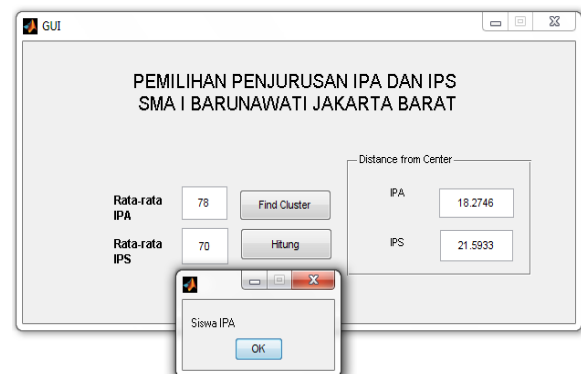 GUI
PEMILIHAN PENJURUSAN IPA DAN IPS
SMA I BARUNAWATI JAKARTA BARAT
Distance from Center
Rata-rata
IPA
78
Find Cluster
IPA
18.2746
Rata-rata
IPS
70
Hitung
IPS
21.5933
Siswa IPA
OK